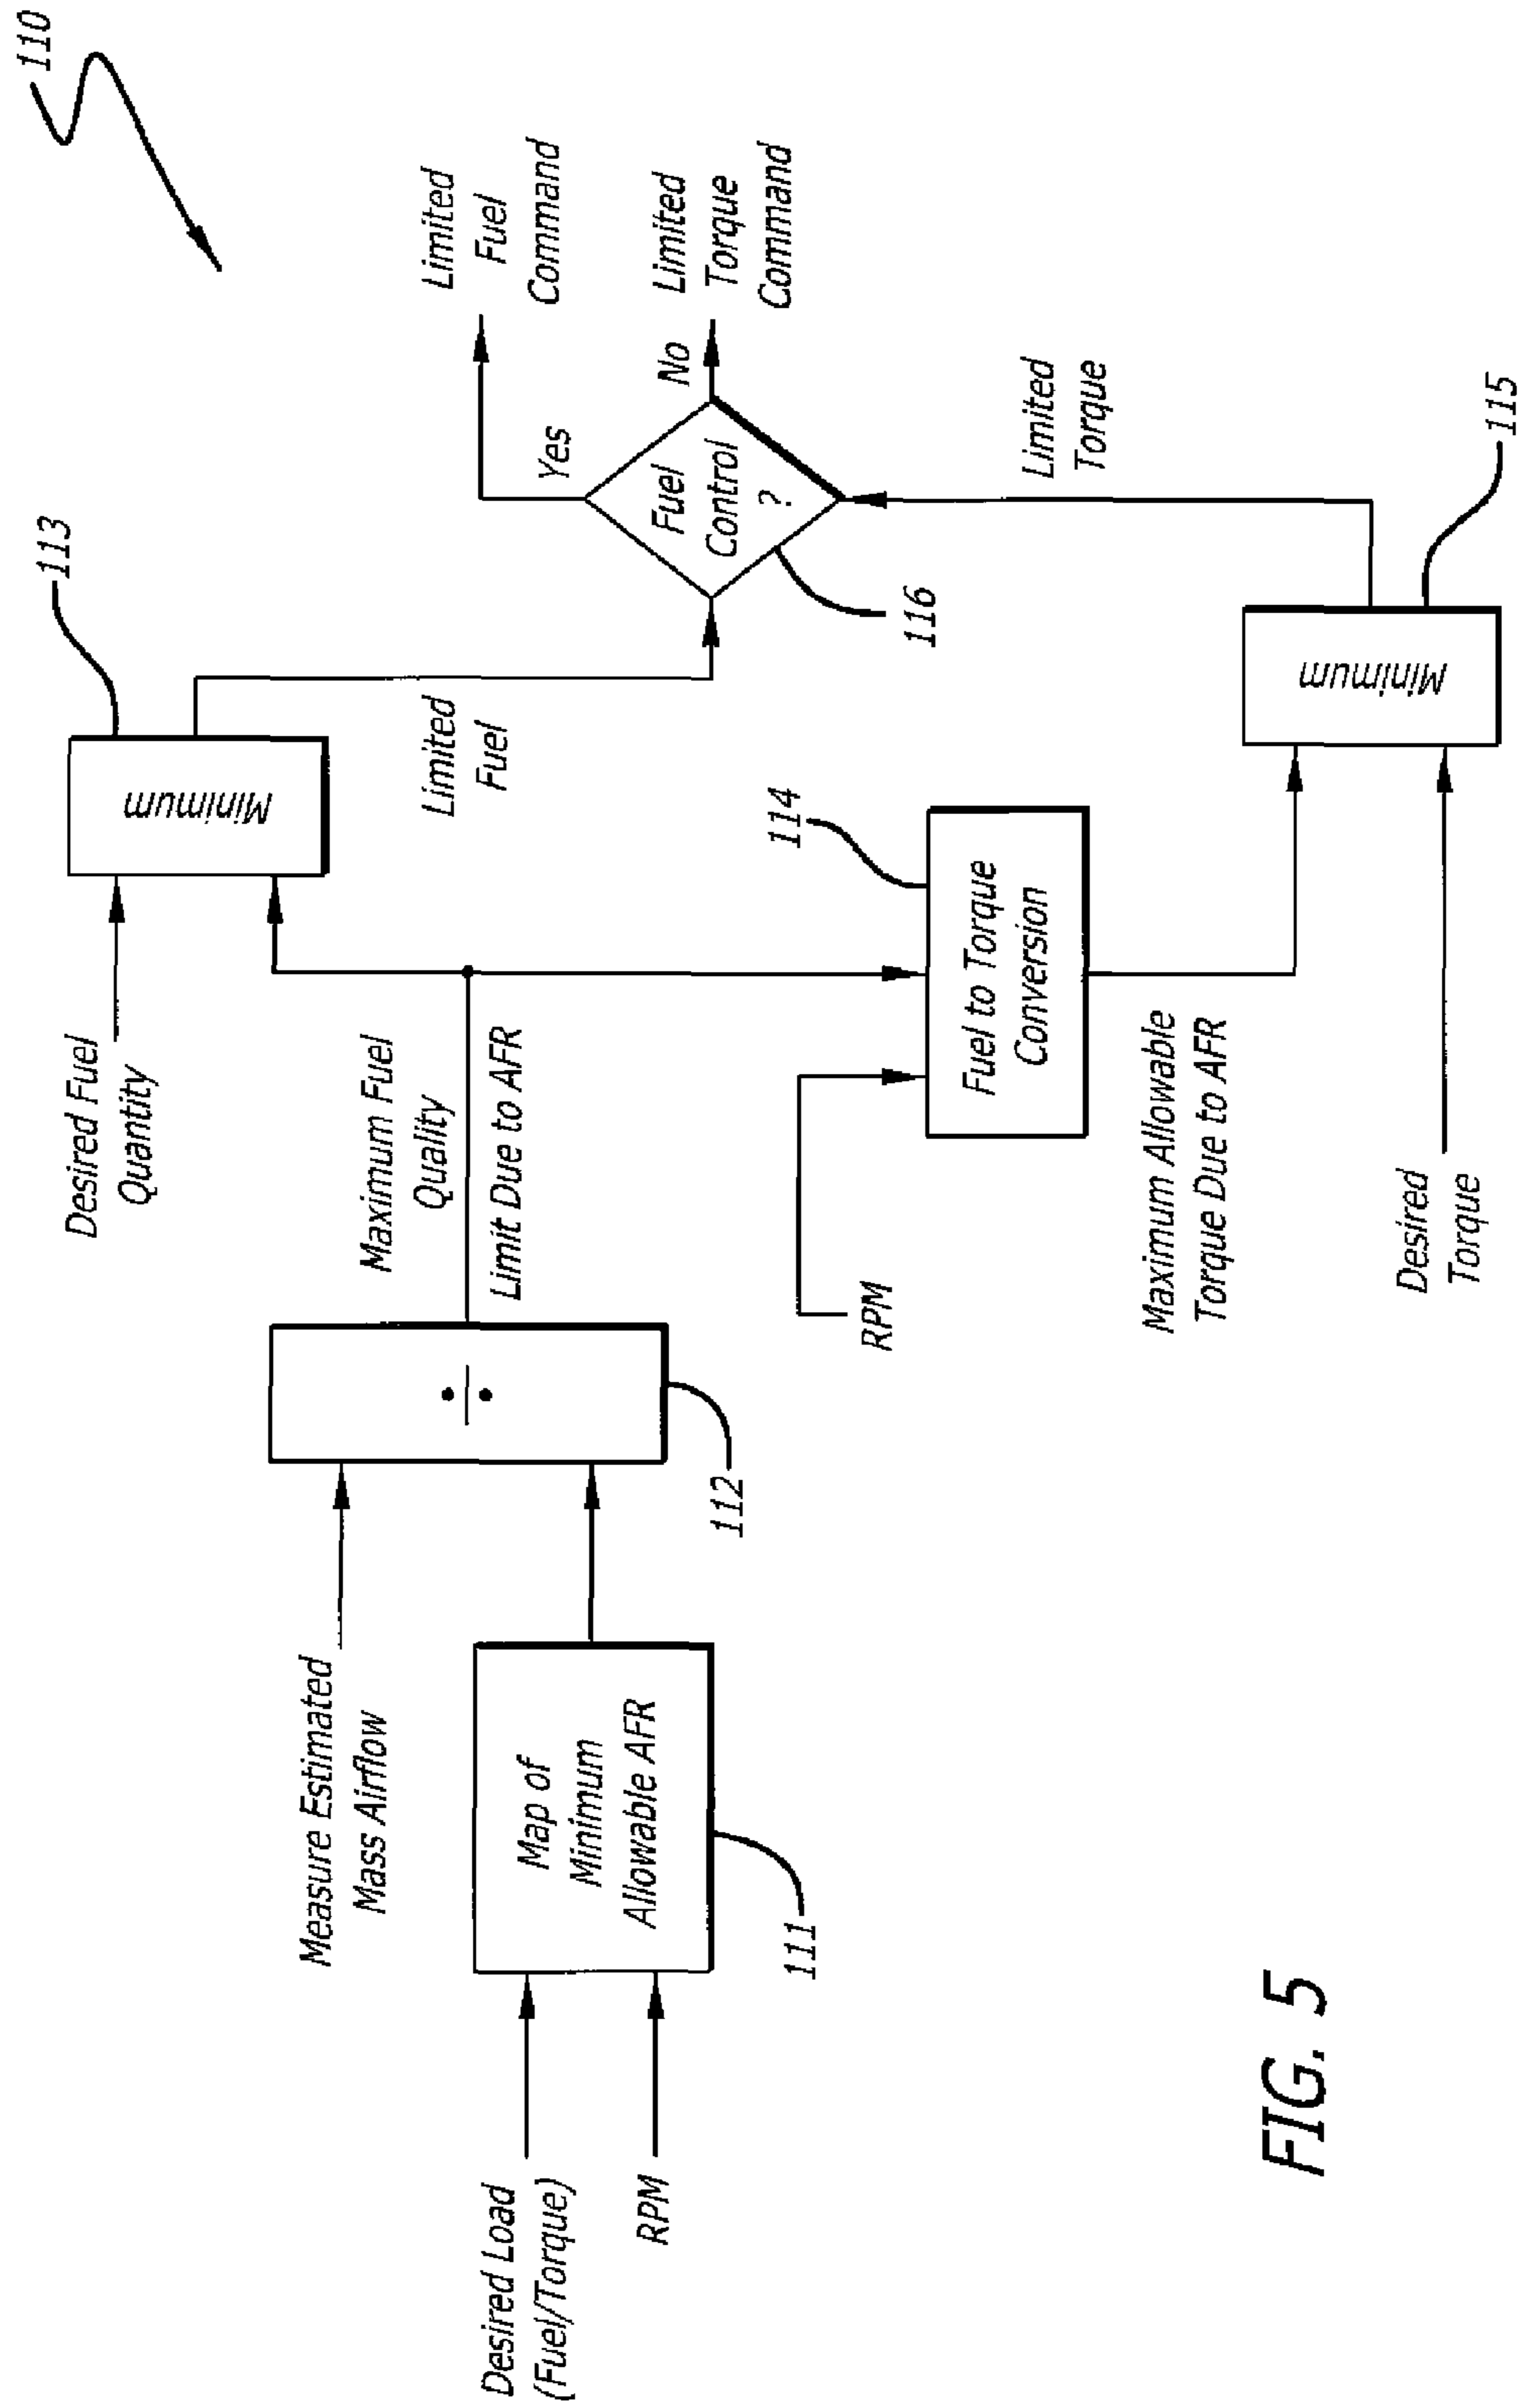 110
Desired Fuel
Quantity
Minimum
113
Measure Estimated
Mass Airflow
Maximum Fuel
Quality
Limit Due to AFR
Limited
Fuel
Limited
Fuel
Command
÷
112
Desired Load
(Fuel/Torque)
RPM
Map of
Minimum
Allowable AFR
111
Yes
Fuel
Control
?
No
116
Limited
Torque
Command
RPM
Fuel to Torque
Conversion
114
Maximum Allowable
Torque Due to AFR
Limited
Torque
Desired
Torque
Minimum
115
FIG. 5